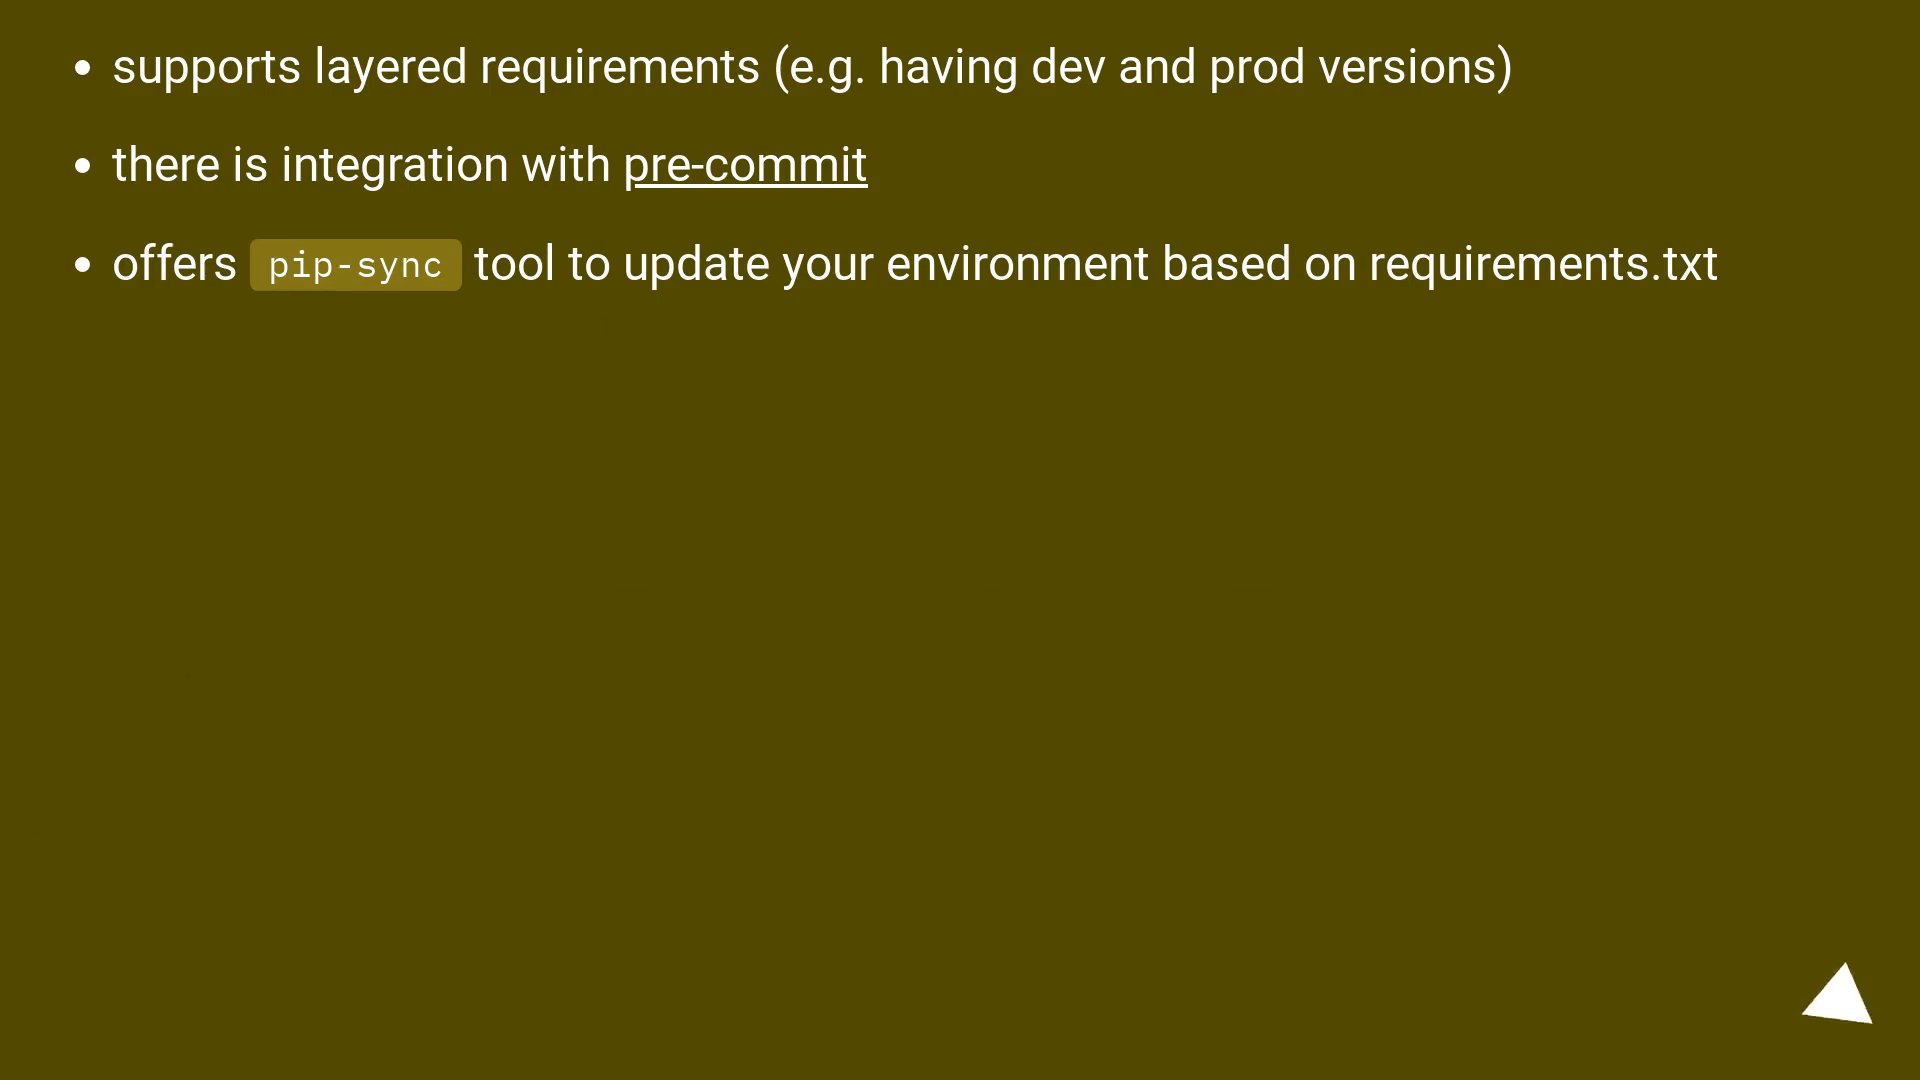 • supports layered requirements (e.g. having dev and prod versions)
• there is integration with pre-commit
• offers pip-sync tool to update your environment based on requirements.txt